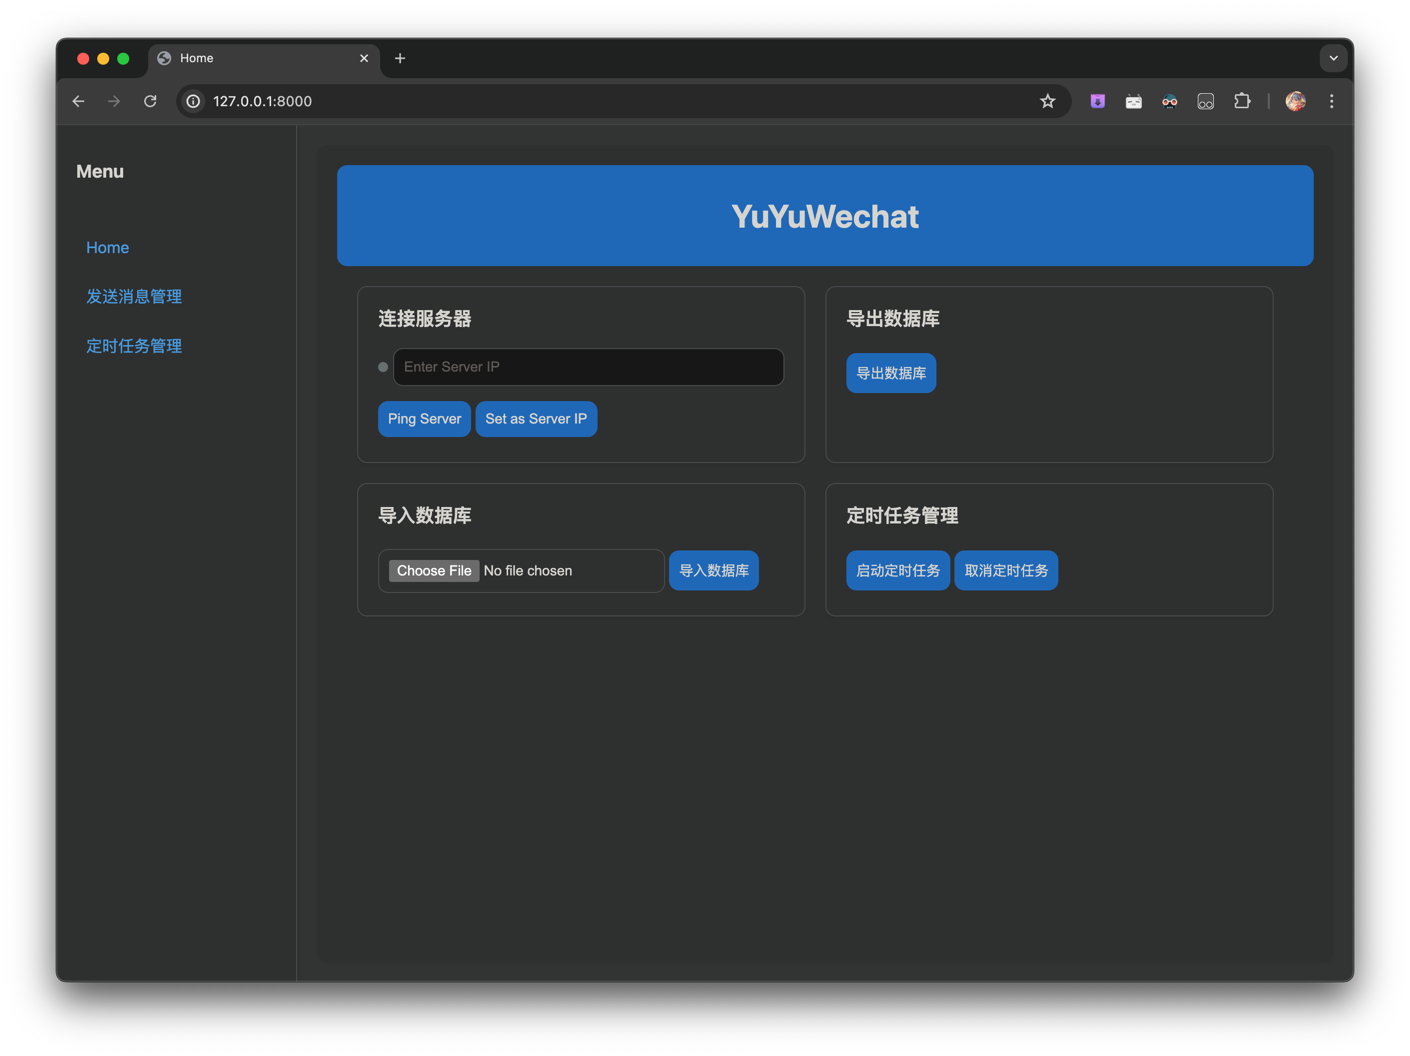 Home
127.0.0.1:8000
Menu
Home
发送消息管理
定时任务管理
YuYuWechat
连接服务器
Enter Server IP
Ping Server
Set as Server IP
导出数据库
导出数据库
导入数据库
Choose File No file chosen
导入数据库
定时任务管理
启动定时任务
取消定时任务